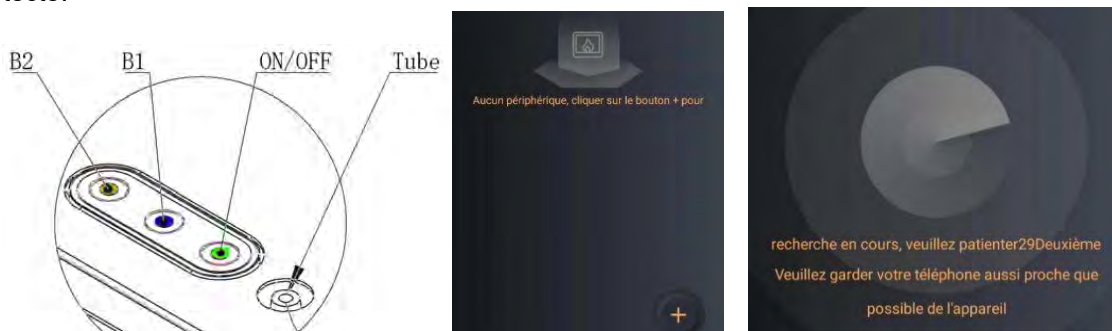 B2 B1 ON/OFF Tube
Aucun périphérique, cliquer sur le bouton + pour
+
recherche en cours, veuillez patienter29Deuxième
Veuillez garder votre téléphone aussi proche que
possible de l'appareil